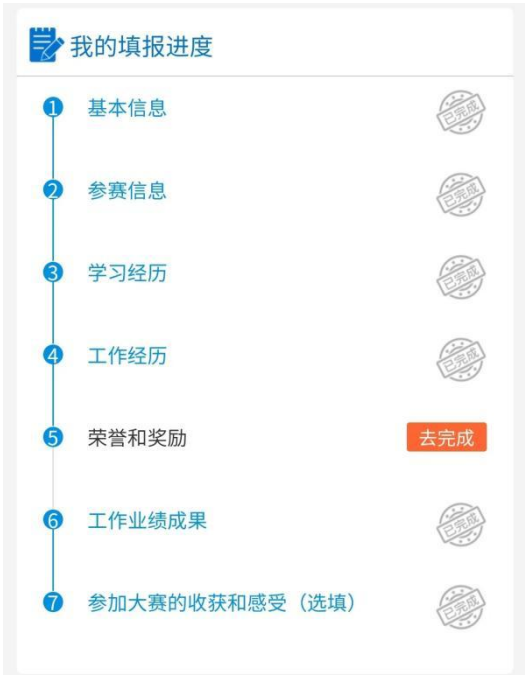 我的填报进度
1 基本信息 已完成
2 参赛信息 已完成
3 学习经历 已完成
4 工作经历 已完成
5 荣誉和奖励 去完成
6 工作业绩成果 已完成
7 参加大赛的收获和感受（选填） 已完成